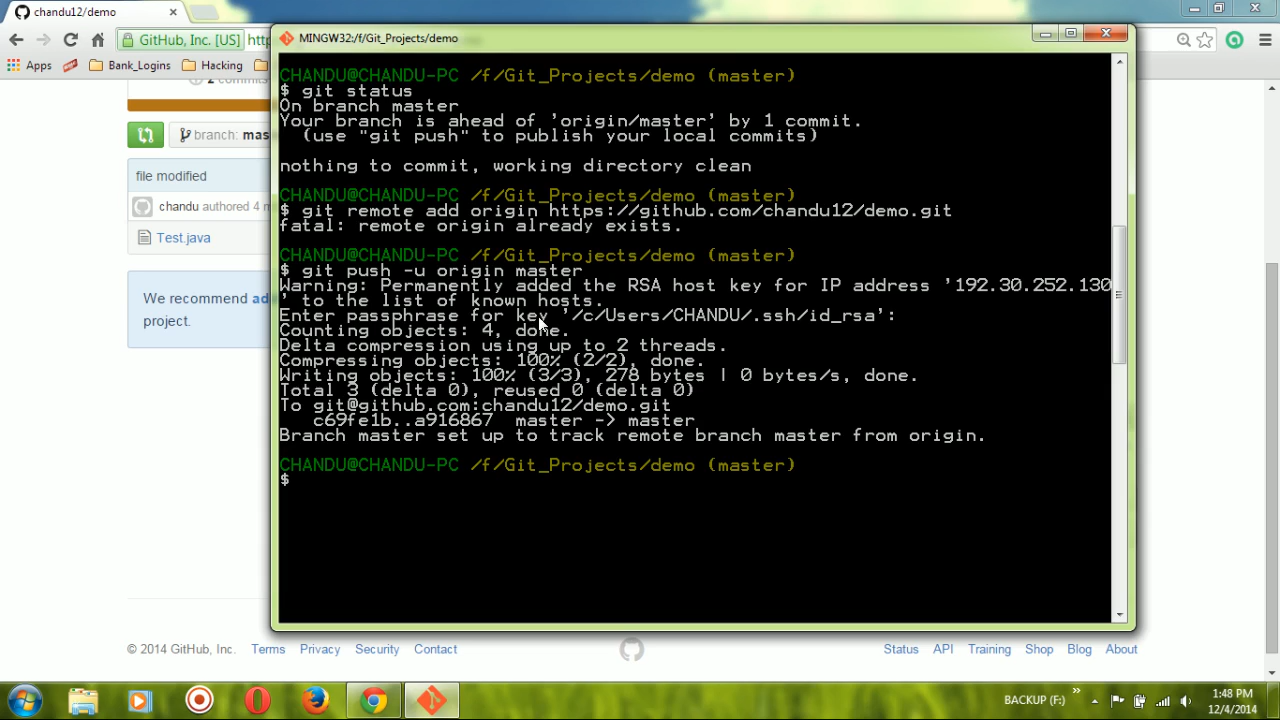 chandu12/demo
GitHub, Inc. [US]
Apps
Bank_Logins
Hacking
MINGW32:/f/Git_Projects/demo
CHANDU@CHANDU-PC /f/Git_Projects/demo (master)
$ git status
On branch master
Your branch is ahead of 'origin/master' by 1 commit.
(use "git push" to publish your local commits)
nothing to commit, working directory clean
CHANDU@CHANDU-PC /f/Git_Projects/demo (master)
$ git remote add origin https://github.com/chandu12/demo.git
fatal: remote origin already exists.
CHANDU@CHANDU-PC /f/Git_Projects/demo (master)
$ git push -u origin master
Warning: Permanently added the RSA host key for IP address '192.30.252.130
' to the list of known hosts.
Enter passphrase for key '/c/Users/CHANDU/.ssh/id_rsa':
Counting objects: 4, done.
Delta compression using up to 2 threads.
Compressing objects: 100% (2/2), done.
Writing objects: 100% (3/3), 278 bytes | 0 bytes/s, done.
Total 3 (delta 0), reused 0 (delta 0)
To git@github.com:chandu12/demo.git
c69fe1b..a916867 master -> master
Branch master set up to track remote branch master from origin.
CHANDU@CHANDU-PC /f/Git_Projects/demo (master)
$
branch: mas
file modified
chandu authored 4 m
Test.java
We recommend ad
project.
© 2014 GitHub, Inc. Terms Privacy Security Contact
Status API Training Shop Blog About
BACKUP (F:)
1:48 PM
12/4/2014